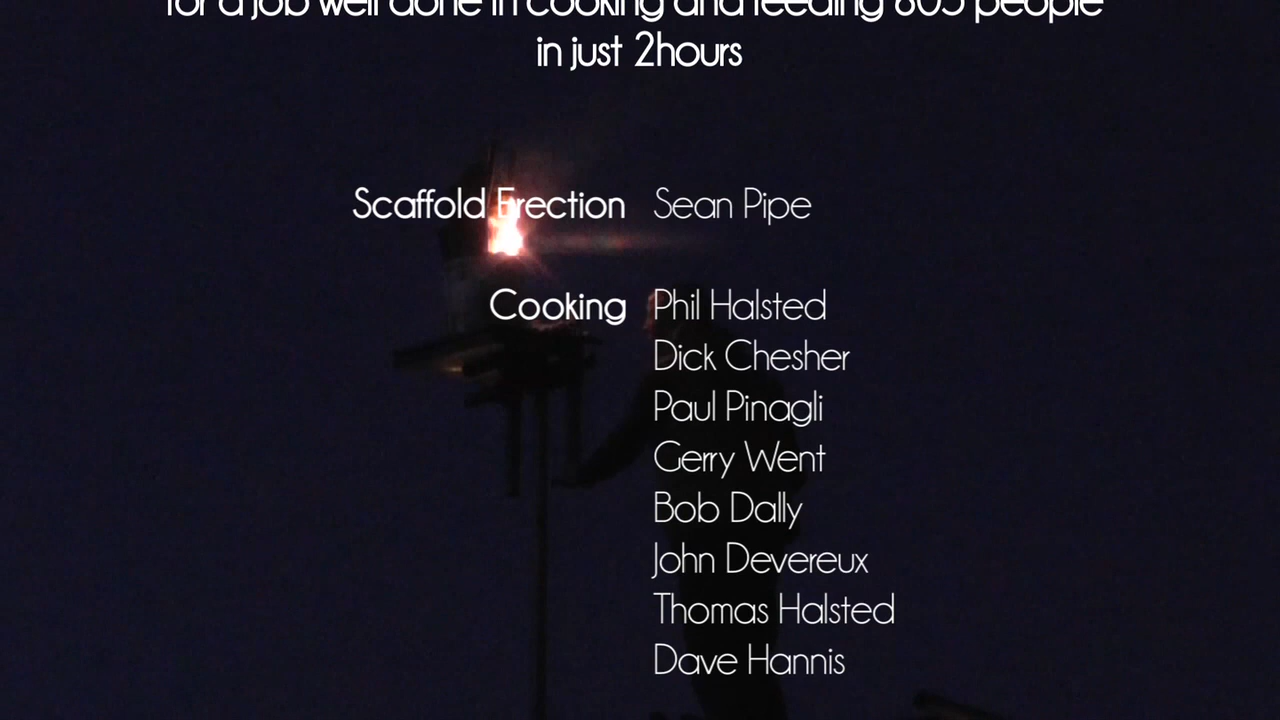 for a job well done in cooking and feeding 805 people
in just 2hours
Scaffold Erection Sean Pipe
Cooking Phil Halsted
Dick Chesher
Paul Pinagli
Gerry Went
Bob Dally
John Devereux
Thomas Halsted
Dave Hannis